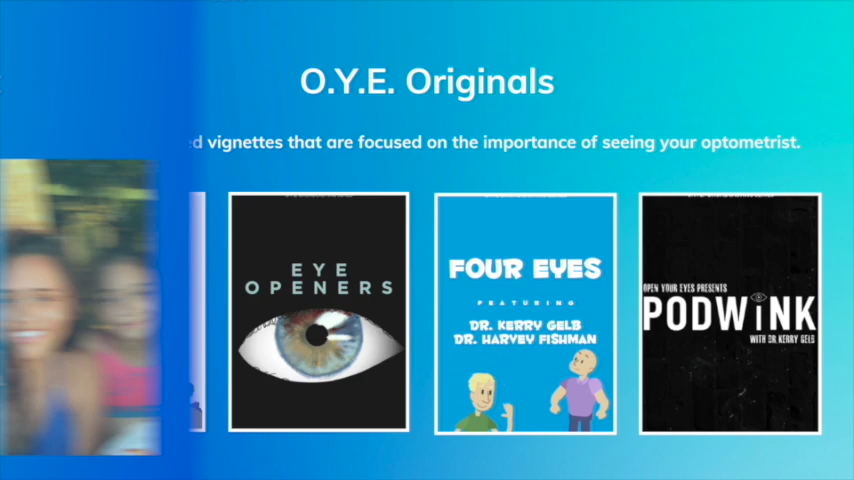 O.Y.E. Originals
vignettes that are focused on the importance of seeing your optometrist.
EYE
OPENERS
FOUR EYES
FEATURING
DR. KERRY GELB
DR. HARVEY FISHMAN
OPEN YOUR EYES PRESENTS
PODWiNK
WITH DR. KERRY GELB